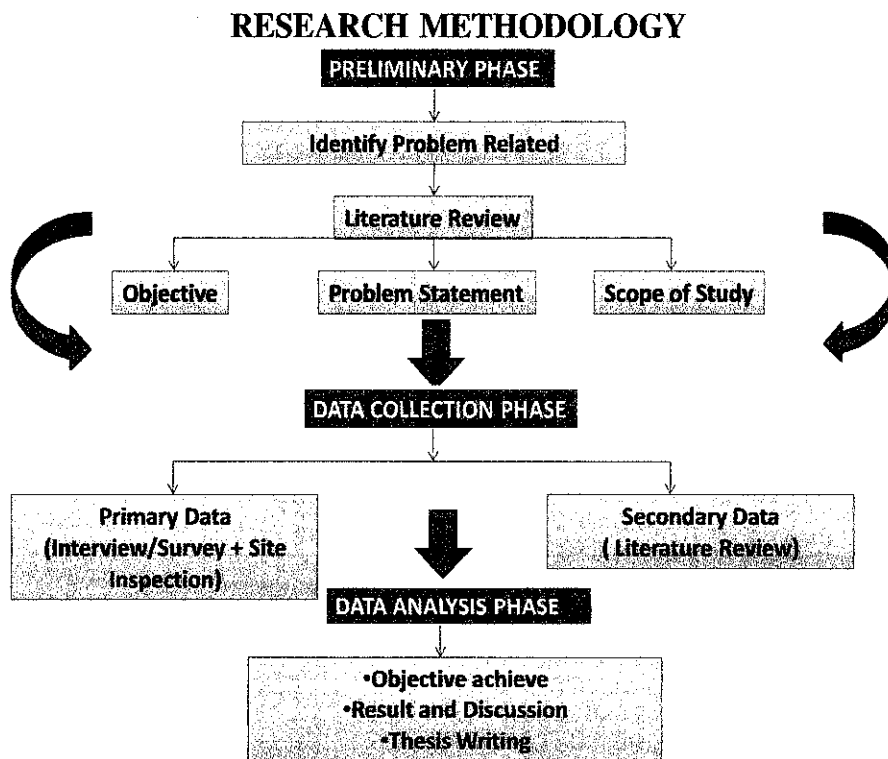 RESEARCH METHODOLOGY
PRELIMINARY PHASE
Identify Problem Related
Literature Review
Objective
Problem Statement
Scope of Study
DATA COLLECTION PHASE
Primary Data
(Interview/Survey + Site
Inspection)
Secondary Data
( Literature Review)
DATA ANALYSIS PHASE
•Objective achieve
•Result and Discussion
•Thesis Writing